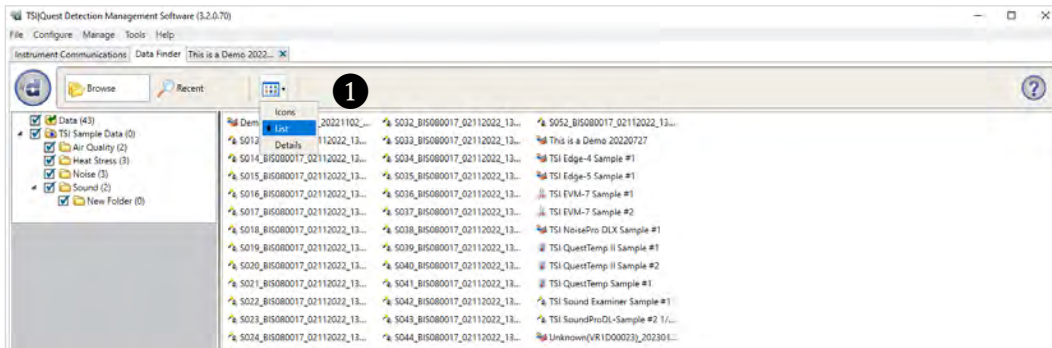 TSI|Quest Detection Management Software (3.2.0.70)
File Configure Manage Tools Help
Instrument Communications Data Finder This is a Demo 2022...
Browse Recent 1
Icons
List
Details
Data (43)
TSI Sample Data (0)
Air Quality (2)
Heat Stress (3)
Noise (3)
Sound (2)
New Folder (0)
Dem _20221102_... S032_BIS080017_02112022_13... S052_BIS080017_02112022_13...
S013 112022_13... S033_BIS080017_02112022_13... This is a Demo 20220727
S014_BIS080017_02112022_13... S034_BIS080017_02112022_13... TSI Edge-4 Sample #1
S015_BIS080017_02112022_13... S035_BIS080017_02112022_13... TSI Edge-5 Sample #1
S016_BIS080017_02112022_13... S036_BIS080017_02112022_13... TSI EVM-7 Sample #1
S017_BIS080017_02112022_13... S037_BIS080017_02112022_13... TSI EVM-7 Sample #2
S018_BIS080017_02112022_13... S038_BIS080017_02112022_13... TSI NoisePro DLX Sample #1
S019_BIS080017_02112022_13... S039_BIS080017_02112022_13... TSI QuestTemp II Sample #1
S020_BIS080017_02112022_13... S040_BIS080017_02112022_13... TSI QuestTemp II Sample #2
S021_BIS080017_02112022_13... S041_BIS080017_02112022_13... TSI QuestTemp Sample #1
S022_BIS080017_02112022_13... S042_BIS080017_02112022_13... TSI Sound Examiner Sample #1
S023_BIS080017_02112022_13... S043_BIS080017_02112022_13... TSI SoundProDL-Sample #2 1/...
S024_BIS080017_02112022_13... S044_BIS080017_02112022_13... Unknown(VR1D00023)_202301...